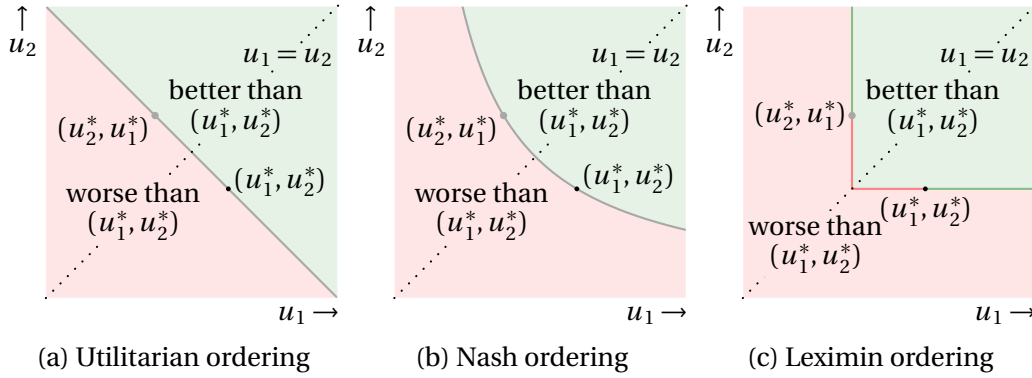 ↑
u₂
u₁ = u₂
better than
(u₁*, u₂*)
(u₂*, u₁*)
(u₁*, u₂*)
worse than
(u₁*, u₂*)
u₁ →
(a) Utilitarian ordering
↑
u₂
u₁ = u₂
better than
(u₁*, u₂*)
(u₂*, u₁*)
(u₁*, u₂*)
worse than
(u₁*, u₂*)
u₁ →
(b) Nash ordering
↑
u₂
u₁ = u₂
better than
(u₁*, u₂*)
(u₂*, u₁*)
(u₁*, u₂*)
worse than
(u₁*, u₂*)
u₁ →
(c) Leximin ordering